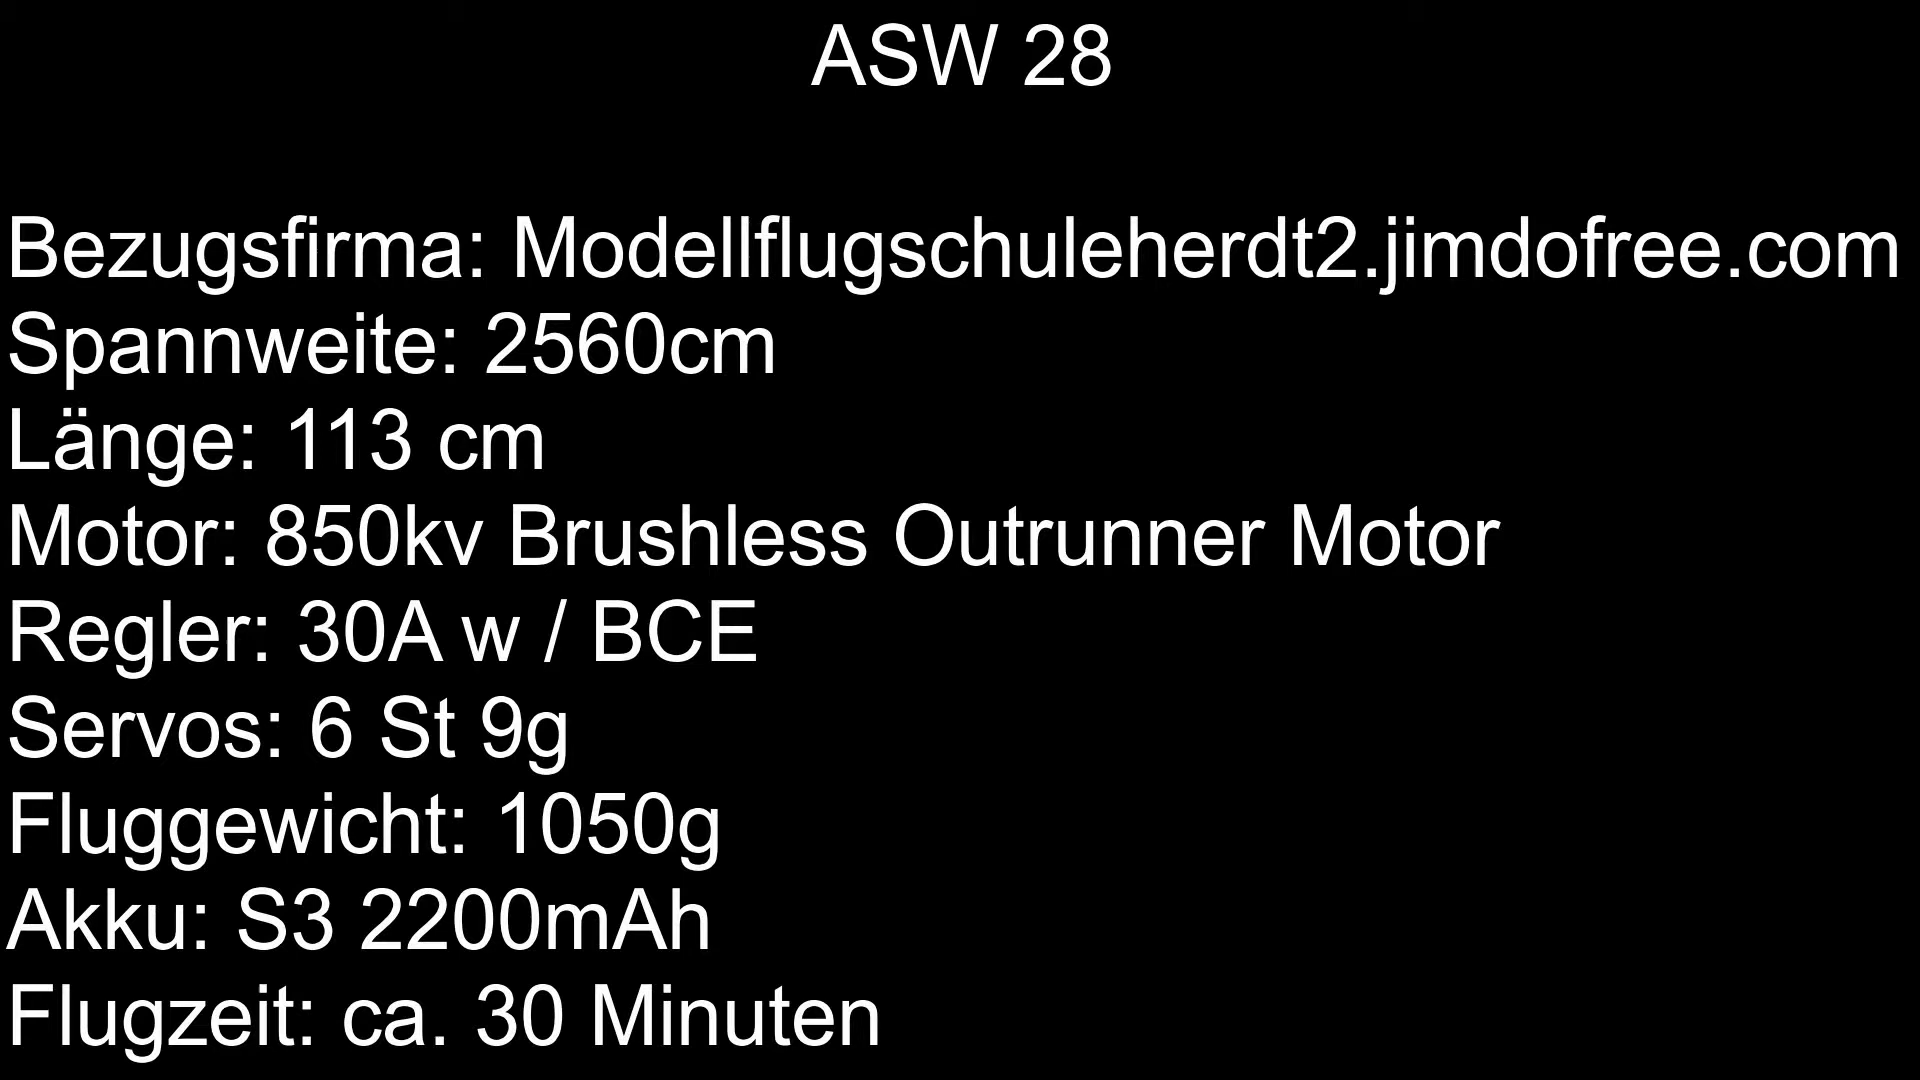 ASW 28
Bezugsfirma: Modellflugschuleherdt2.jimdofree.com
Spannweite: 2560cm
Länge: 113 cm
Motor: 850kv Brushless Outrunner Motor
Regler: 30A w / BCE
Servos: 6 St 9g
Fluggewicht: 1050g
Akku: S3 2200mAh
Flugzeit: ca. 30 Minuten